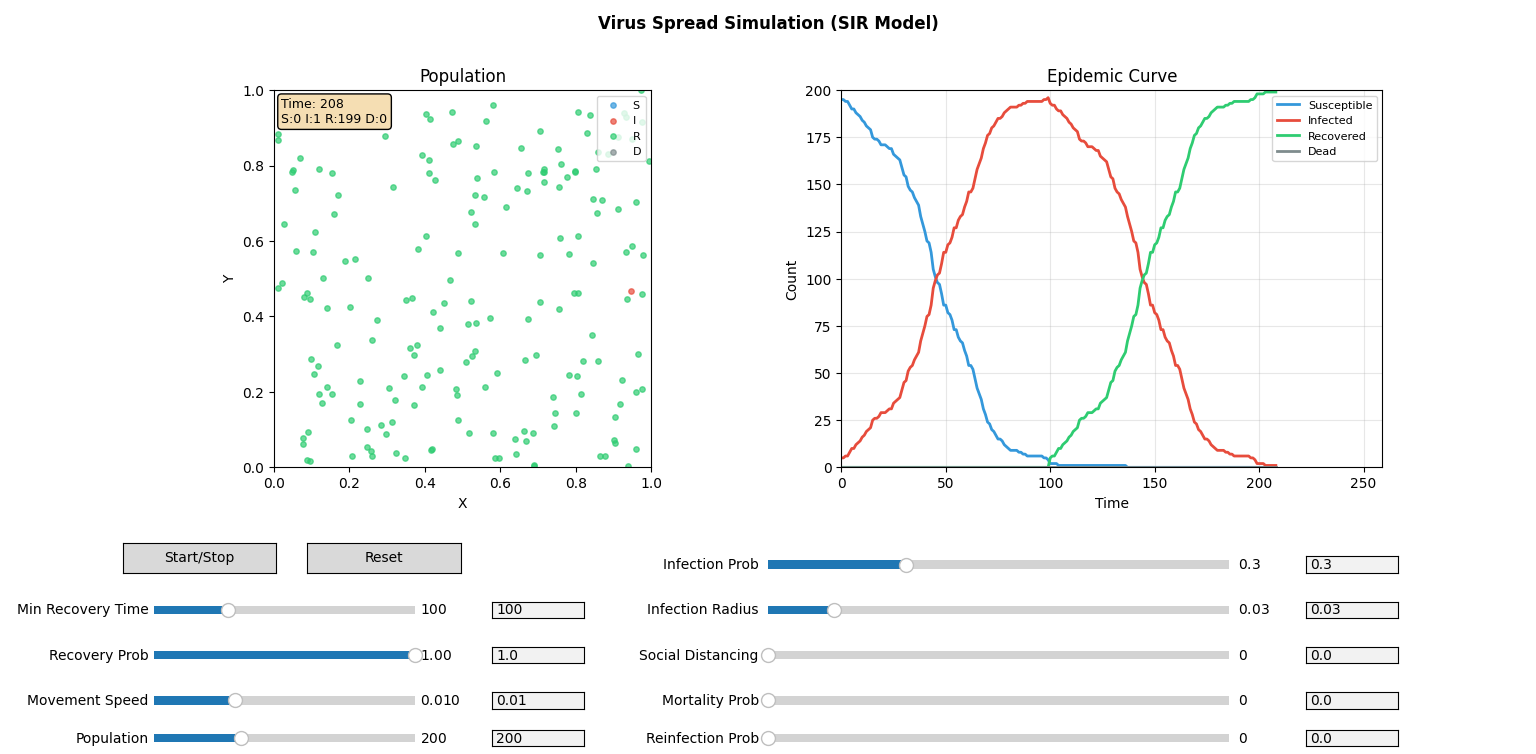 Virus Spread Simulation (SIR Model)
Population
Time: 208
S:0 I:1 R:199 D:0
S
I
R
D
1.0
0.8
0.6
0.4
0.2
0.0
Y
0.0 0.2 0.4 0.6 0.8 1.0
X
Epidemic Curve
Susceptible
Infected
Recovered
Dead
200
175
150
125
100
75
50
25
0
Count
0 50 100 150 200 250
Time
Start/Stop Reset
Min Recovery Time 100 100
Recovery Prob 1.00 1.0
Movement Speed 0.010 0.01
Population 200 200
Infection Prob 0.3 0.3
Infection Radius 0.03 0.03
Social Distancing 0 0.0
Mortality Prob 0 0.0
Reinfection Prob 0 0.0